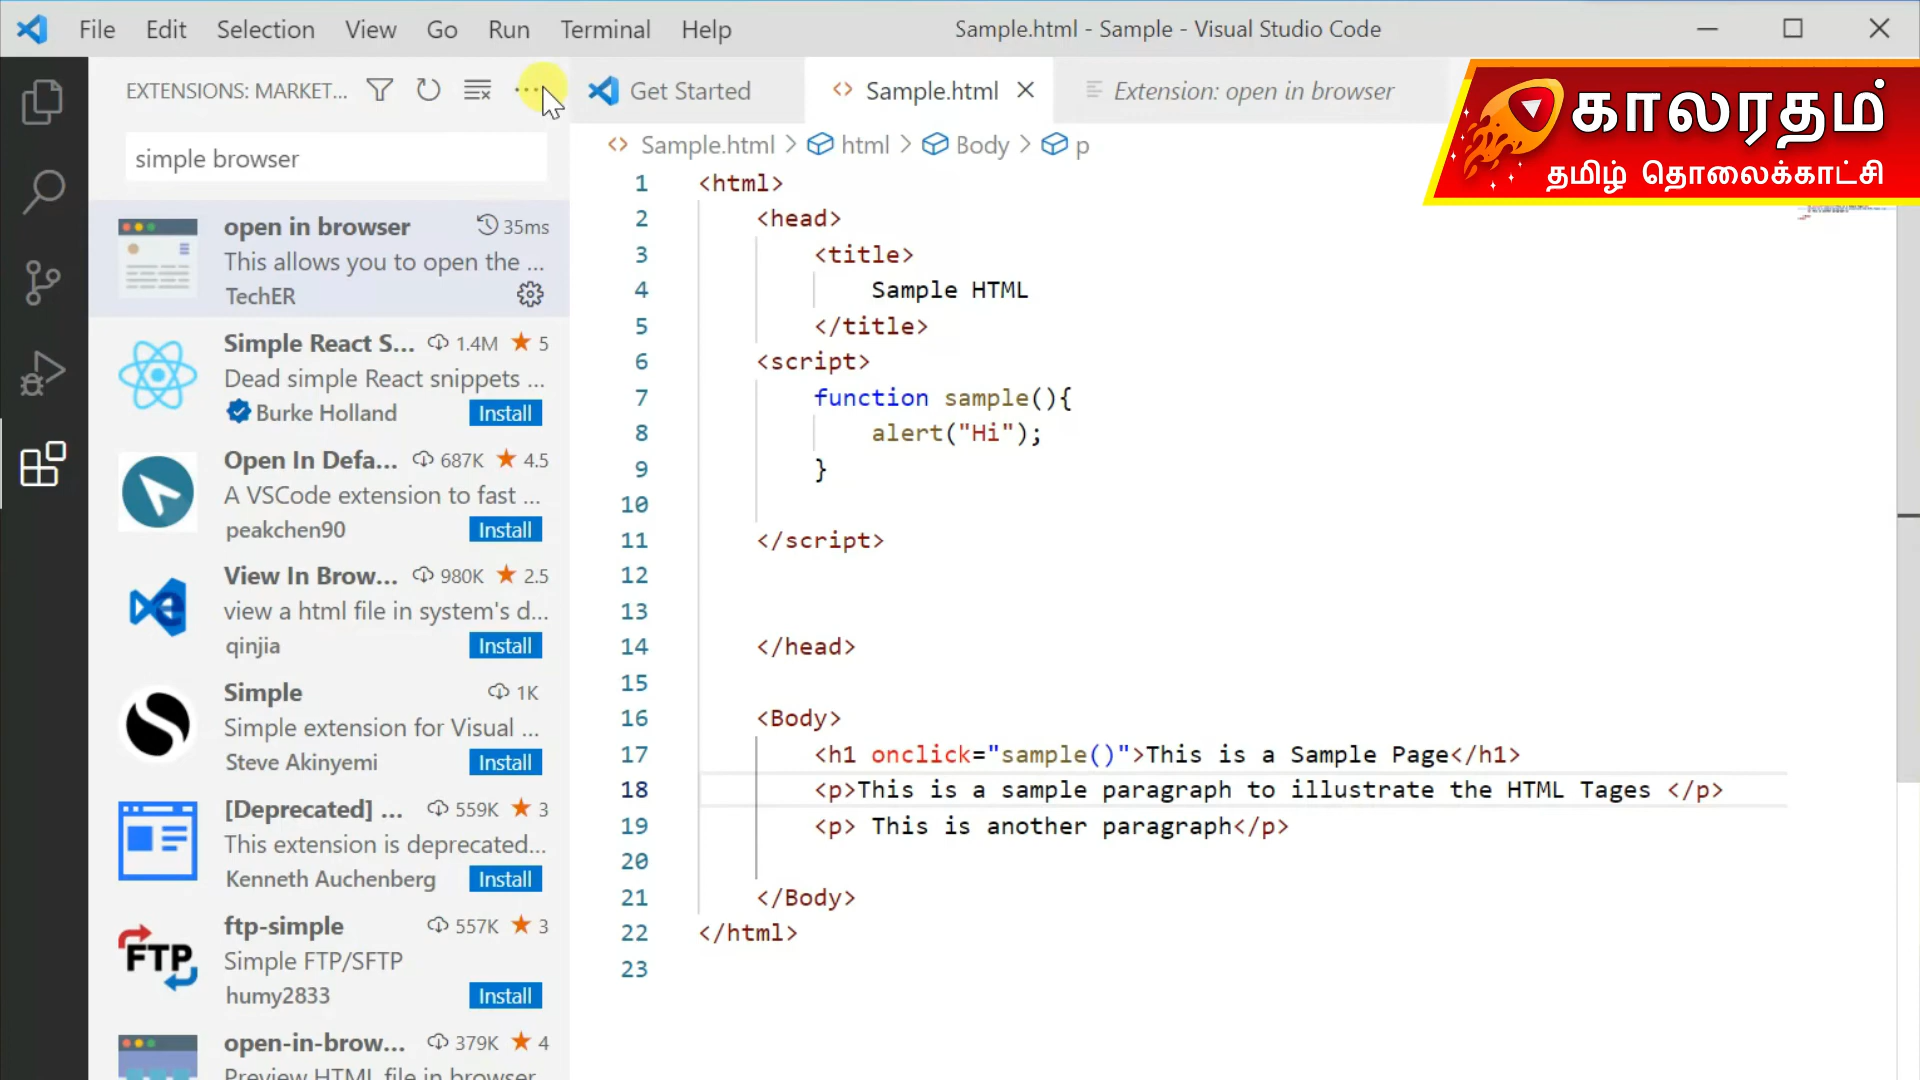 File Edit Selection View Go Run Terminal Help
Sample.html - Sample - Visual Studio Code
EXTENSIONS: MARKET...
simple browser
open in browser 35ms
This allows you to open the ...
TechER
Simple React S... 1.4M 5
Dead simple React snippets ...
Burke Holland Install
Open In Defa... 687K 4.5
A VSCode extension to fast ...
peakchen90 Install
View In Brow... 980K 2.5
view a html file in system's d...
qinjia Install
Simple 1K
Simple extension for Visual ...
Steve Akinyemi Install
[Deprecated] ... 559K 3
This extension is deprecated...
Kenneth Auchenberg Install
FTP
ftp-simple 557K 3
Simple FTP/SFTP
humy2833 Install
open-in-brow... 379K 4
Preview HTML file in browser
Get Started
Sample.html
Extension: open in browser
காலரதம்
தமிழ் தொலைக்காட்சி
Sample.html > html > Body > p
1 <html>
2 <head>
3 <title>
4 Sample HTML
5 </title>
6 <script>
7 function sample(){
8 alert("Hi");
9 }
10
11 </script>
12
13
14 </head>
15
16 <Body>
17 <h1 onclick="sample()">This is a Sample Page</h1>
18 <p>This is a sample paragraph to illustrate the HTML Tages </p>
19 <p> This is another paragraph</p>
20
21 </Body>
22 </html>
23